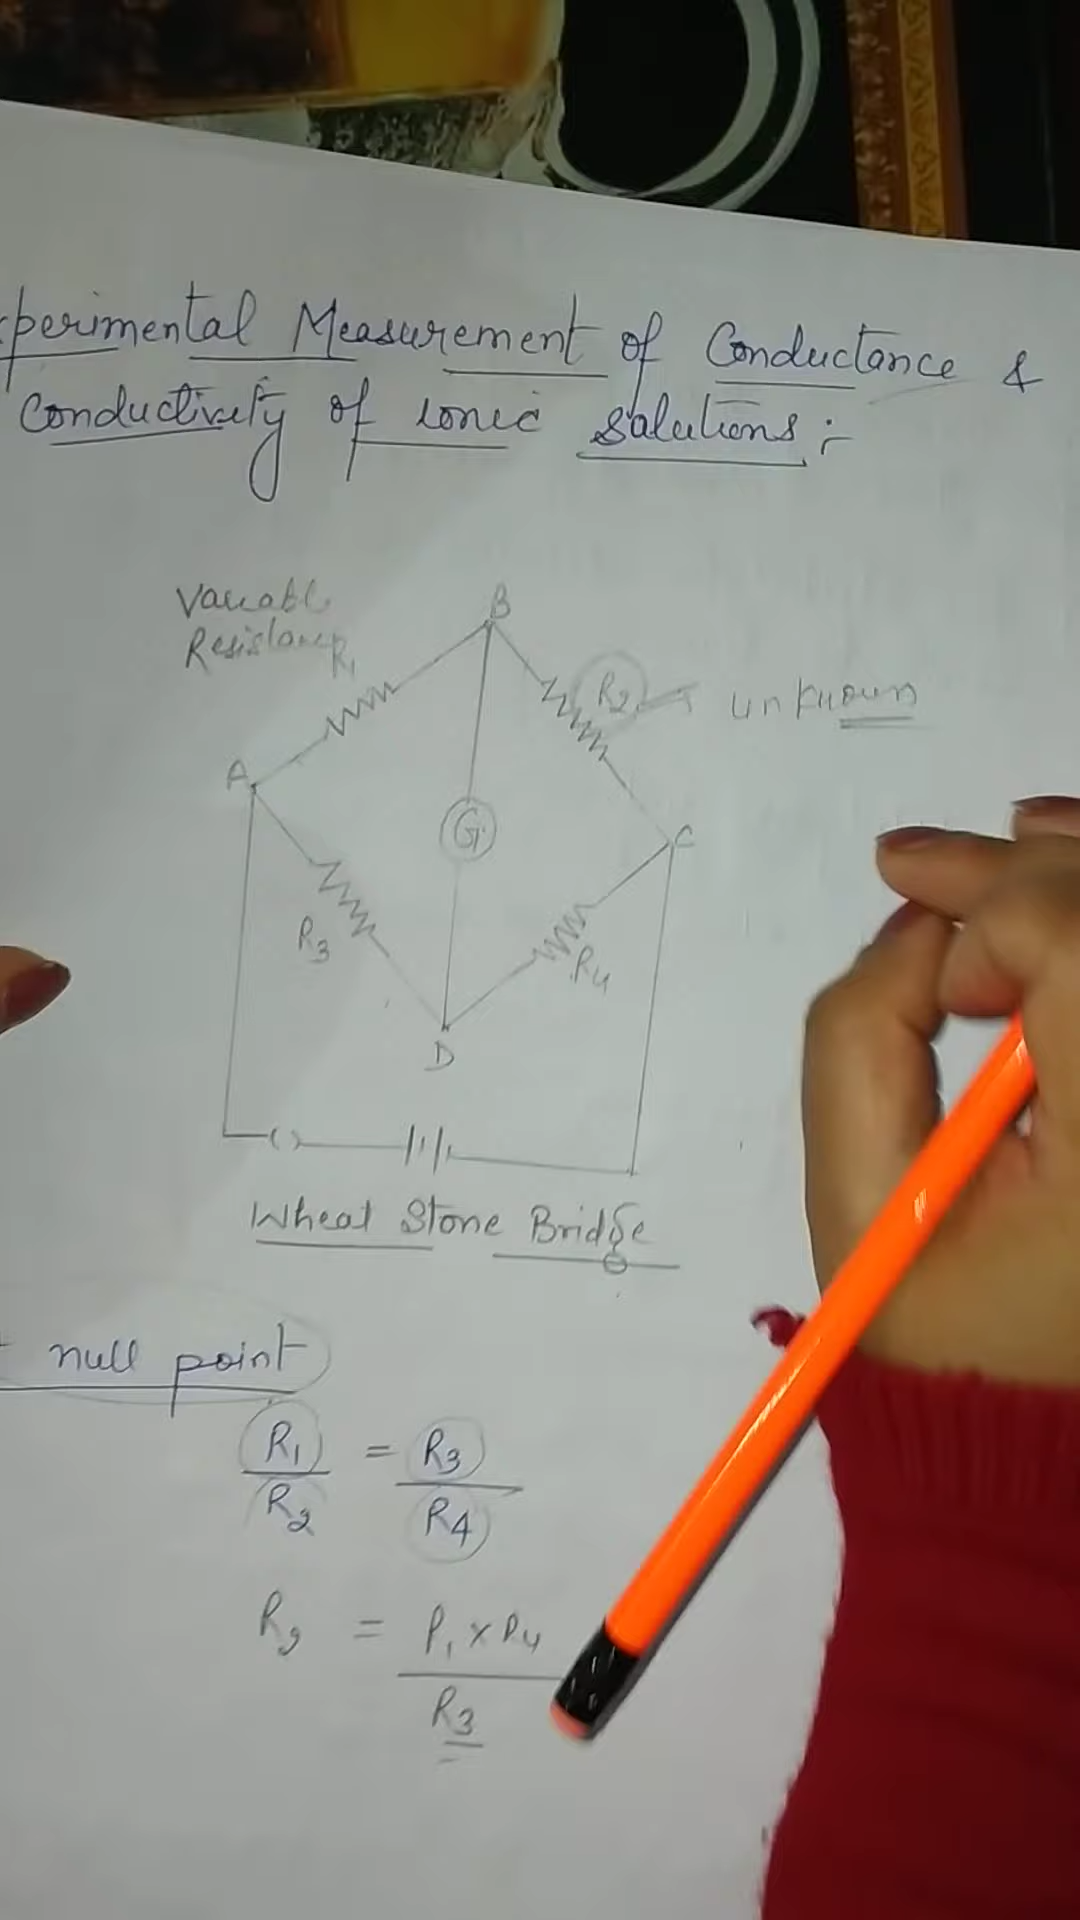 xperimental Measurement of Conductance &
Conductivity of ionic Solutions :-
Variable
Resistance
R1
B
R2
unknown
A
G
C
R3
R4
D
Wheat Stone Bridge
null point
R1 = R3
R2 R4
R2 = R1 x R4
R3